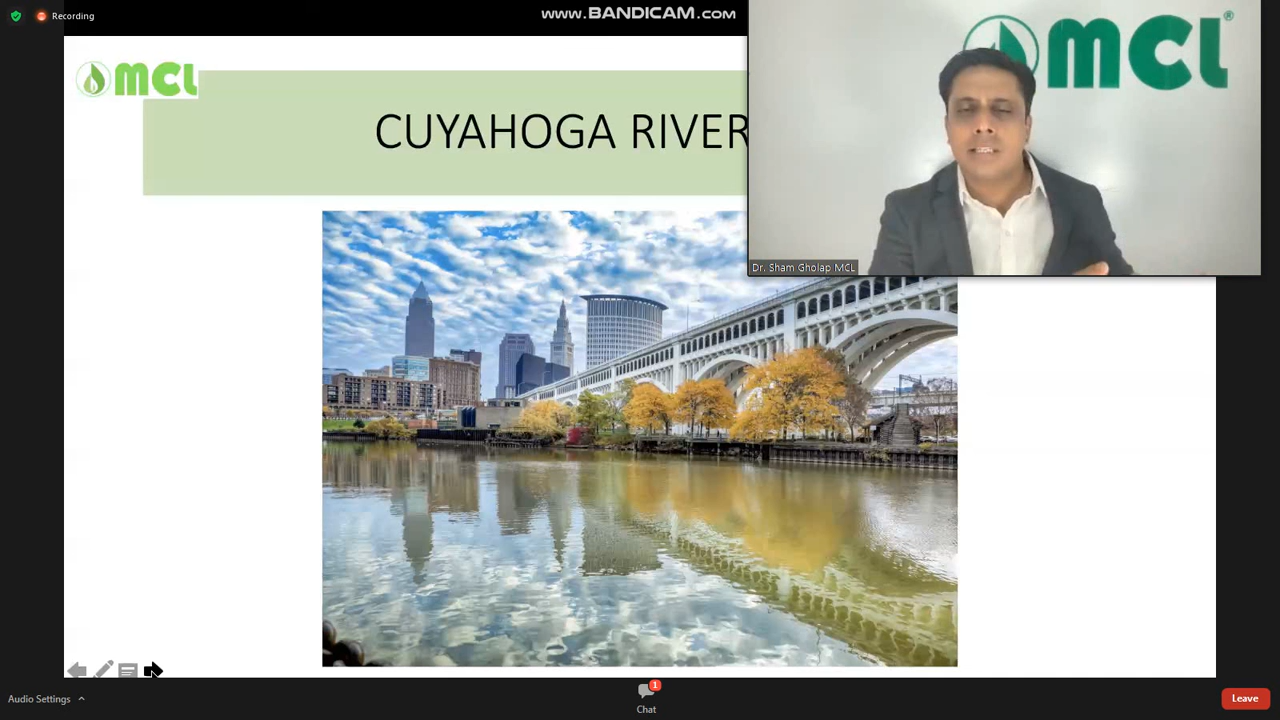 Recording
www.BANDICAM.com
MCL
MCL®
CUYAHOGA RIVER
Dr. Sham Gholap MCL
Audio Settings
1
Chat
Leave